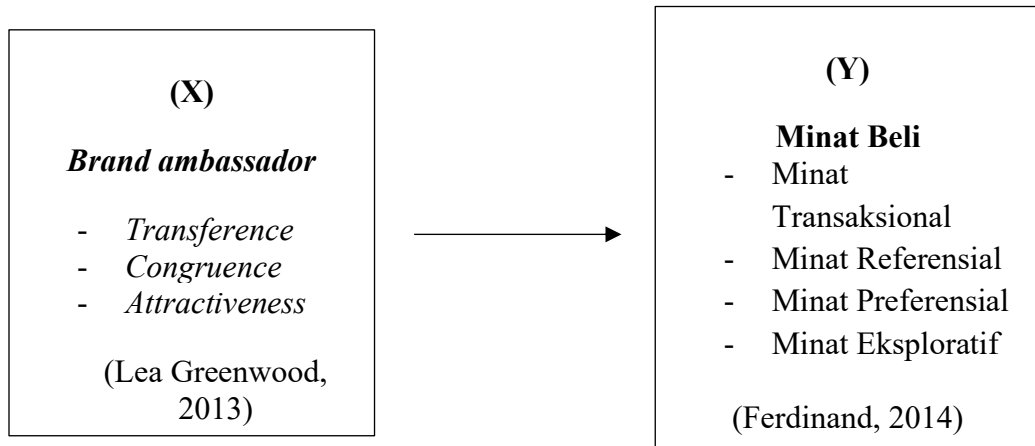 (X)
Brand ambassador
- Transference
- Congruence
- Attractiveness
(Lea Greenwood,
2013)
(Y)
Minat Beli
- Minat
Transaksional
- Minat Referensial
- Minat Preferensial
- Minat Eksploratif
(Ferdinand, 2014)